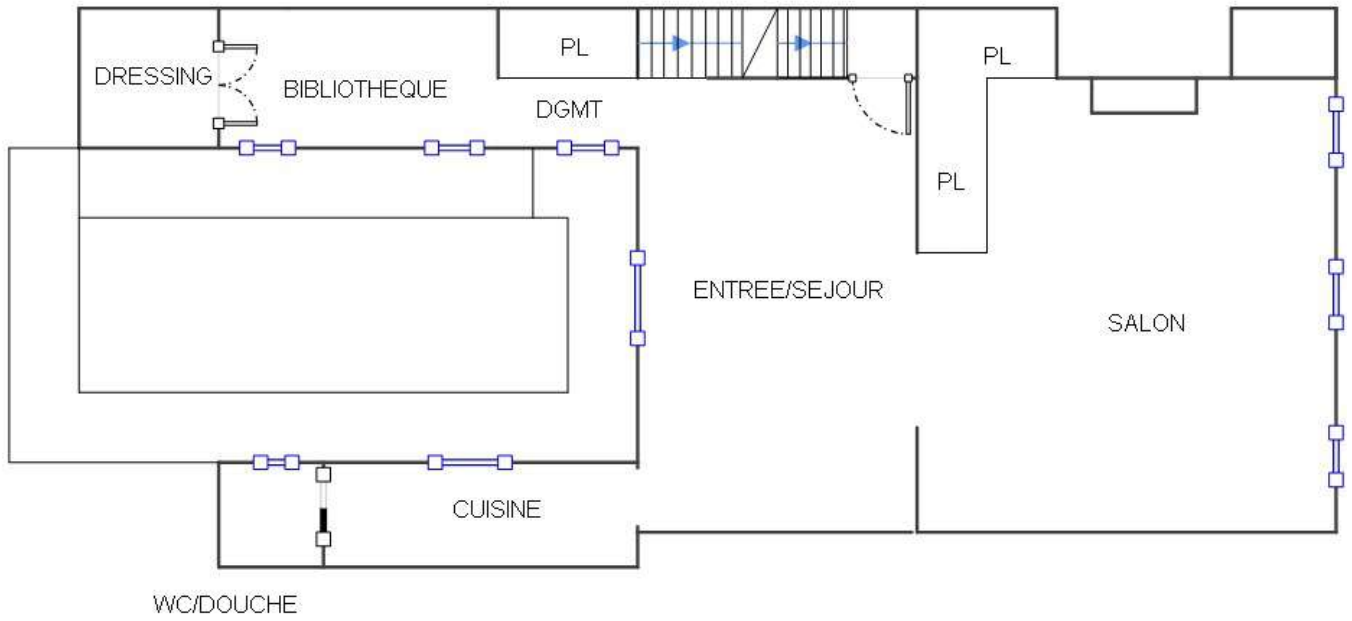 PL
PL
DRESSING
BIBLIOTHEQUE
DGMT
PL
ENTREE/SEJOUR
SALON
CUISINE
WC/DOUCHE